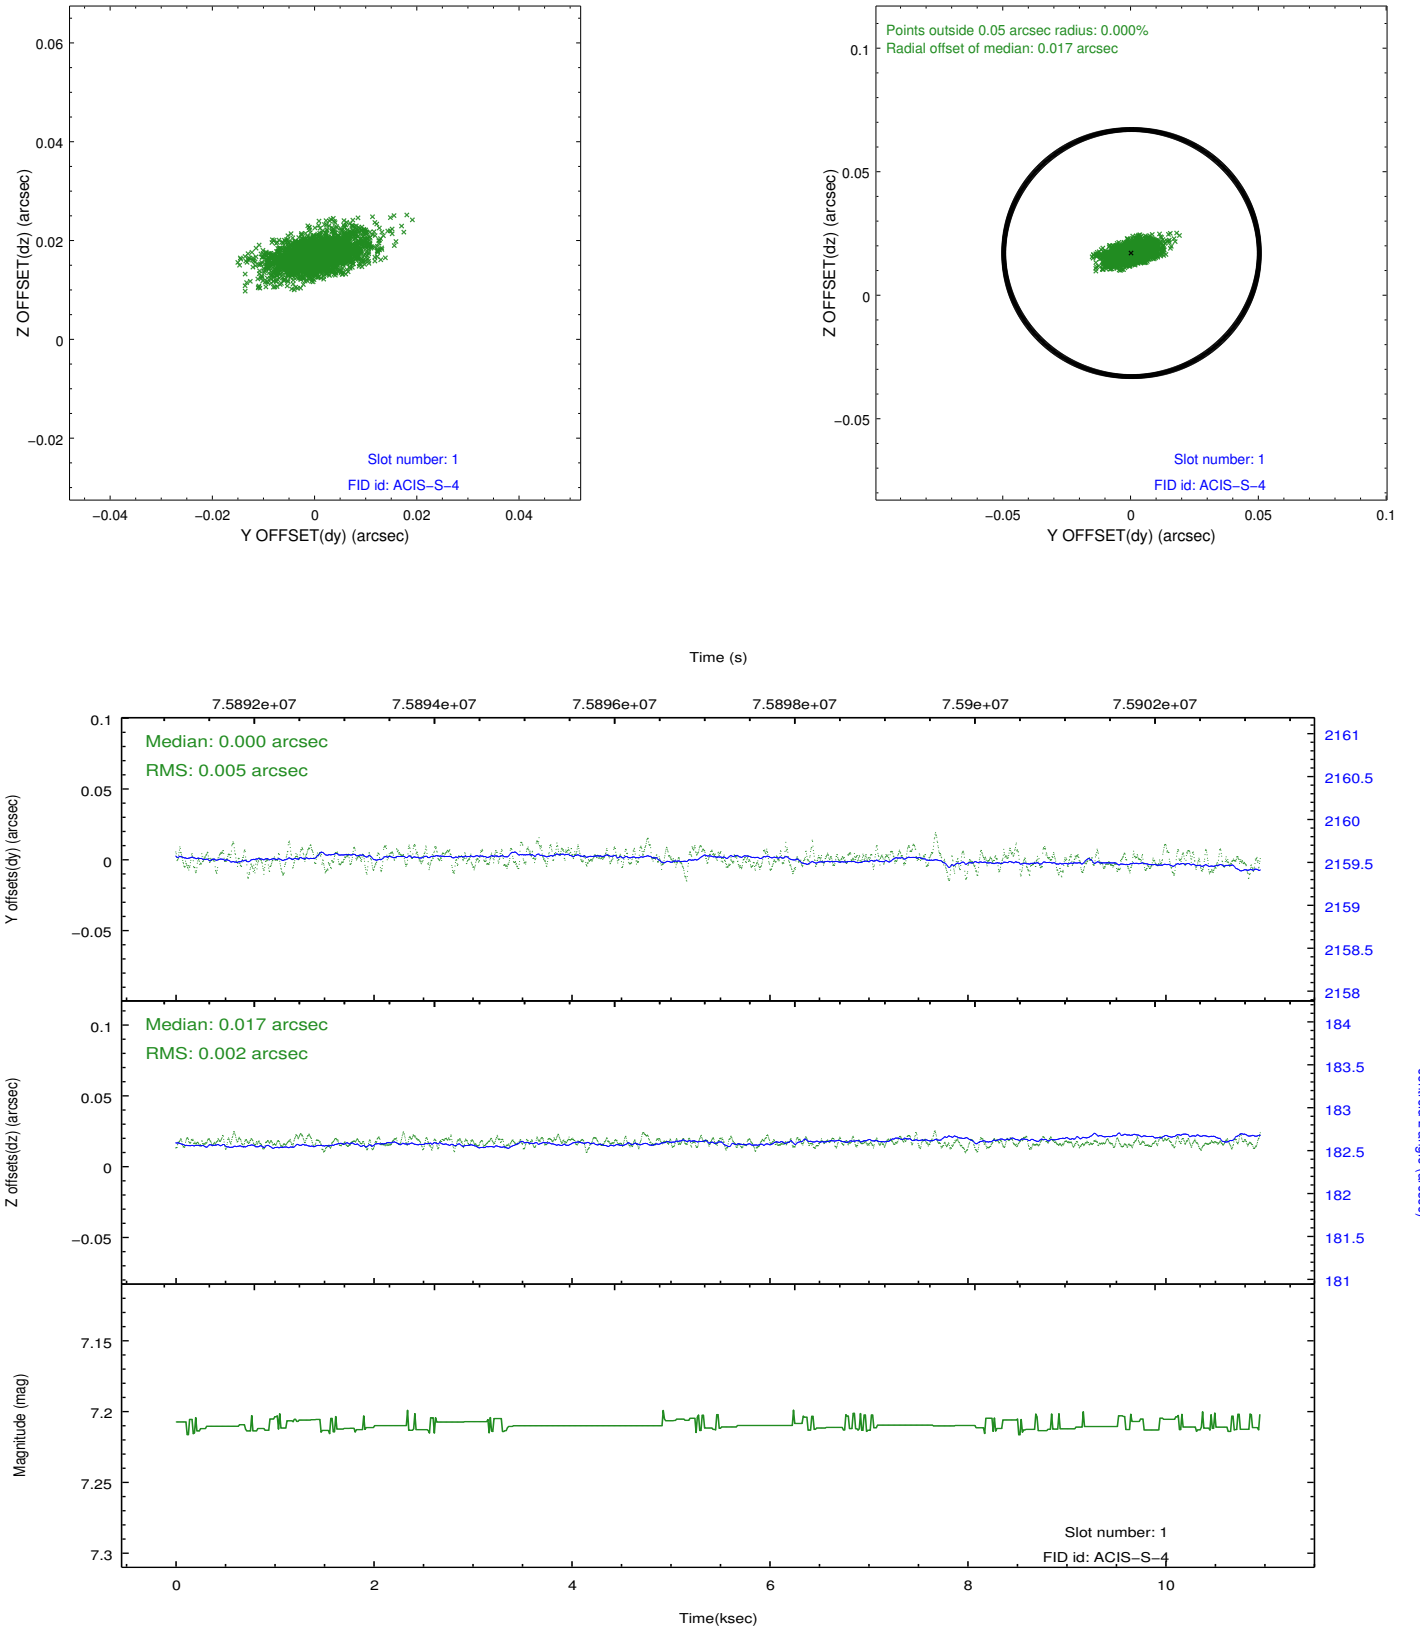 0.06
0.04
0.02
0
−0.02
Z OFFSET(dz) (arcsec)
Slot number: 1
FID id: ACIS−S−4
−0.04
−0.02
0
0.02
0.04
Y OFFSET(dy) (arcsec)
Points outside 0.05 arcsec radius: 0.000%
Radial offset of median: 0.017 arcsec
0.1
0.05
0
−0.05
Z OFFSET(dz) (arcsec)
Slot number: 1
FID id: ACIS−S−4
−0.05
0
0.05
0.1
Y OFFSET(dy) (arcsec)
Time (s)
7.5892e+07
7.5894e+07
7.5896e+07
7.5898e+07
7.59e+07
7.5902e+07
Median: 0.000 arcsec
RMS: 0.005 arcsec
0.1
0.05
0
−0.05
Y offsets(dy) (arcsec)
2161
2160.5
2160
2159.5
2159
2158.5
2158
Median: 0.017 arcsec
RMS: 0.002 arcsec
0.1
0.05
0
−0.05
Z offsets(dz) (arcsec)
184
183.5
183
182.5
182
181.5
181
7.15
7.2
7.25
7.3
Magnitude (mag)
Slot number: 1
FID id: ACIS−S−4
0
2
4
6
8
10
Time(ksec)